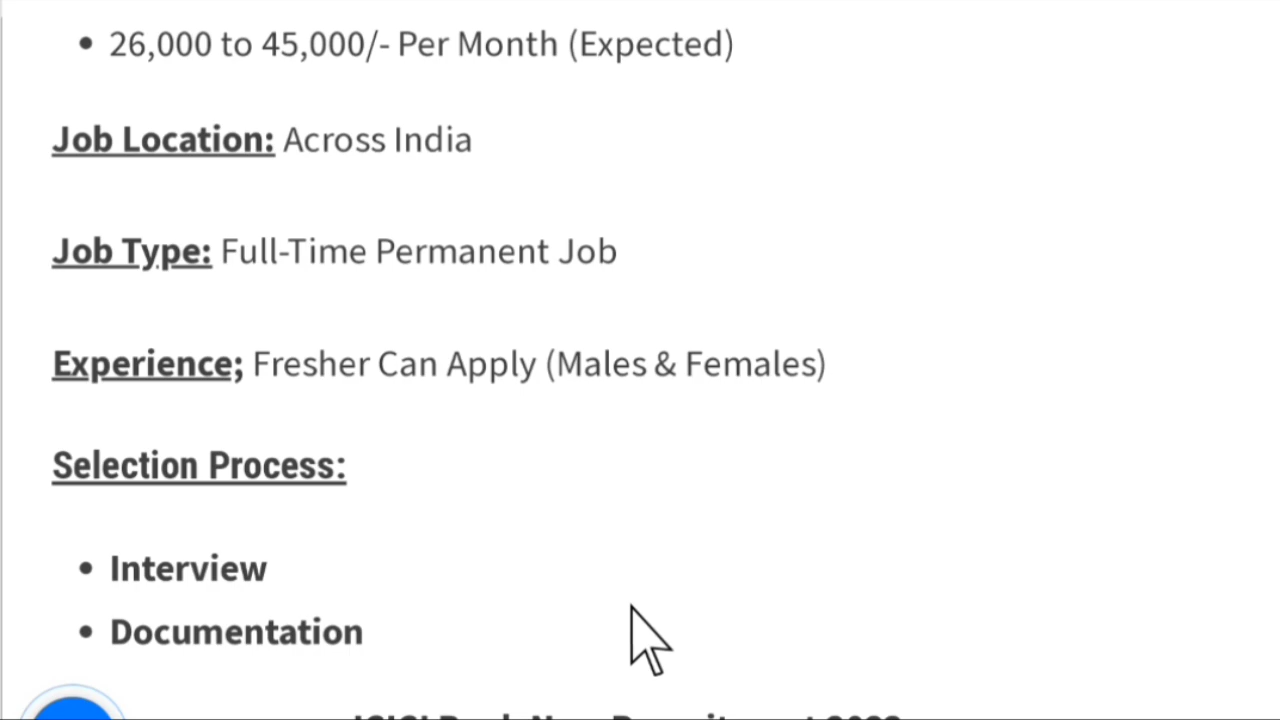 • 26,000 to 45,000/- Per Month (Expected)
Job Location: Across India
Job Type: Full-Time Permanent Job
Experience; Fresher Can Apply (Males & Females)
Selection Process:
• Interview
• Documentation